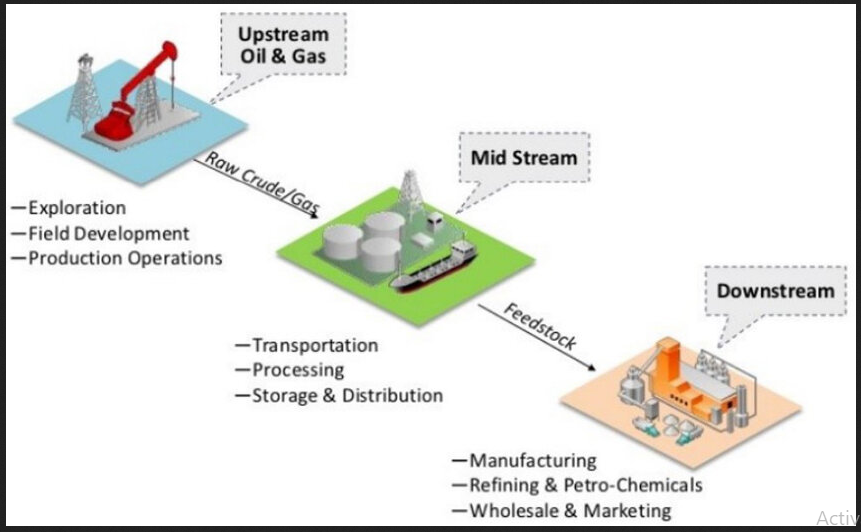 Upstream
Oil & Gas
Raw Crude/Gas
—Exploration
—Field Development
—Production Operations
Mid Stream
Feedstock
—Transportation
—Processing
—Storage & Distribution
Downstream
—Manufacturing
—Refining & Petro-Chemicals
—Wholesale & Marketing
Activ